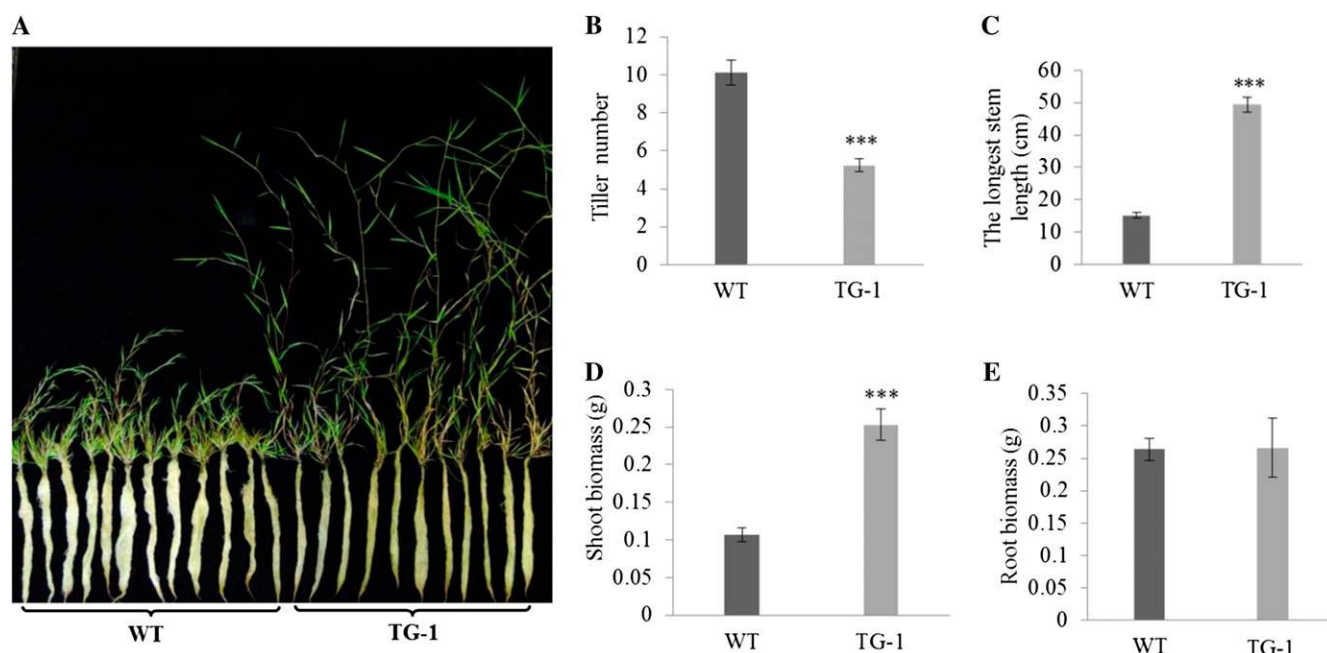 A
WT
TG-1
B
Tiller number
12
10
8
6
4
2
0
***
WT
TG-1
C
The longest stem
length (cm)
60
50
40
30
20
10
0
***
WT
TG-1
D
Shoot biomass (g)
0.3
0.25
0.2
0.15
0.1
0.05
0
***
WT
TG-1
E
Root biomass (g)
0.35
0.3
0.25
0.2
0.15
0.1
0.05
0
WT
TG-1